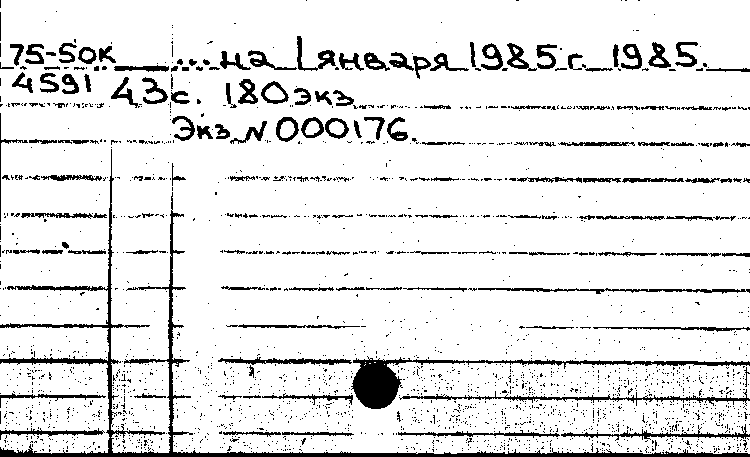 75-50к ...на 1 января 1985 г. 1985.
4591 43 с. 180 экз.
Экз. N 000176.